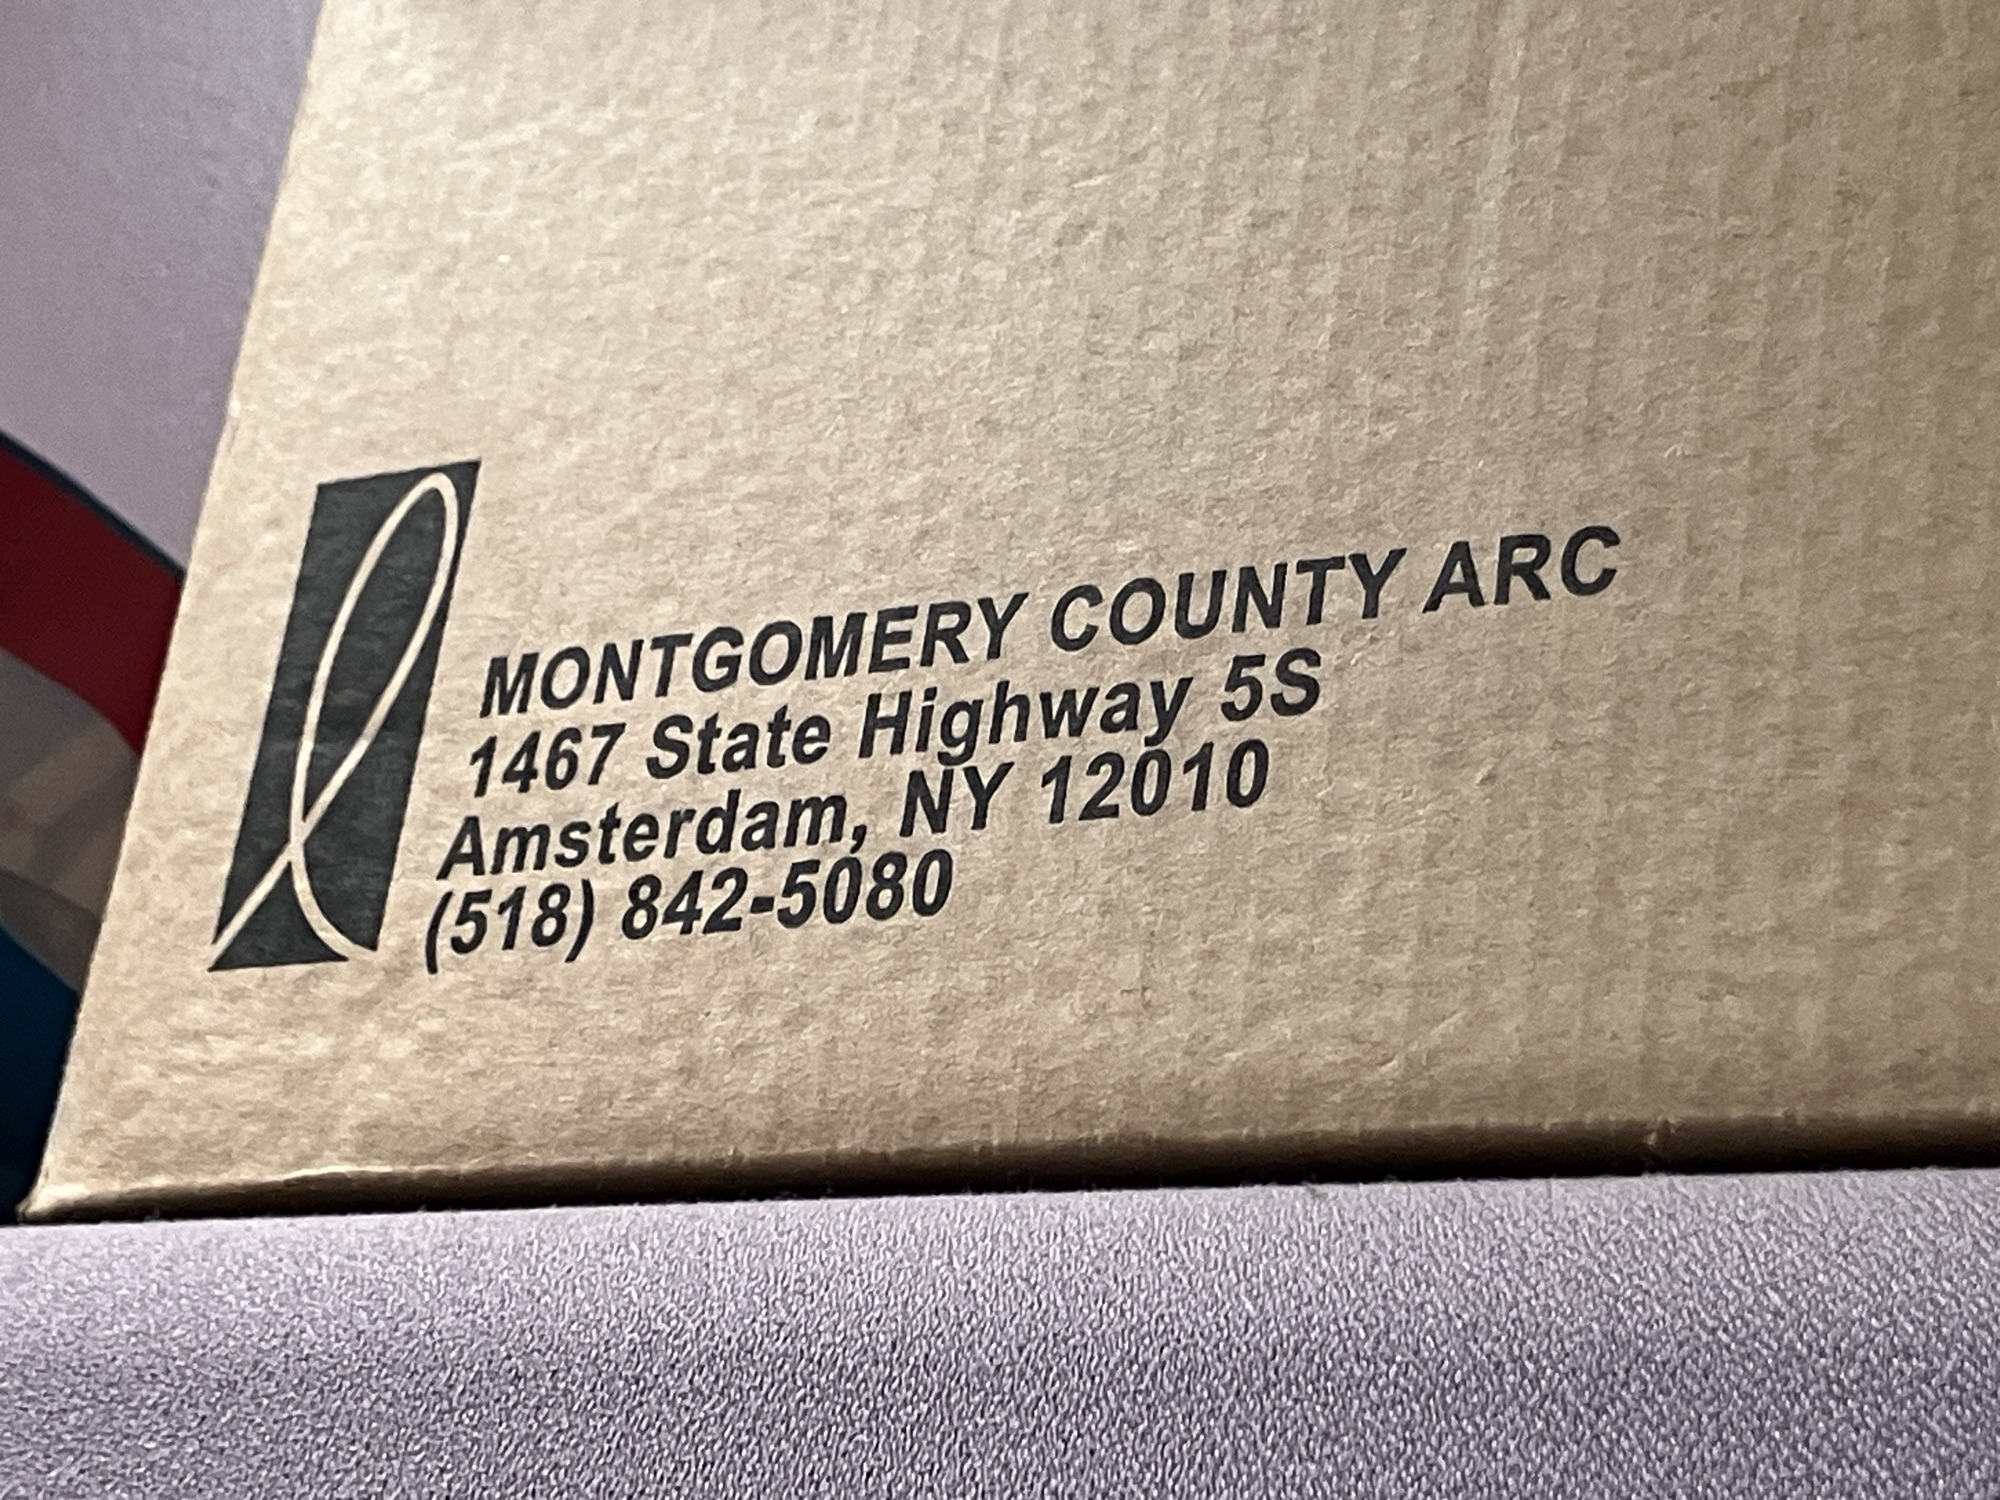 MONTGOMERY COUNTY ARC
1467 State Highway 5S
Amsterdam, NY 12010
(518) 842-5080